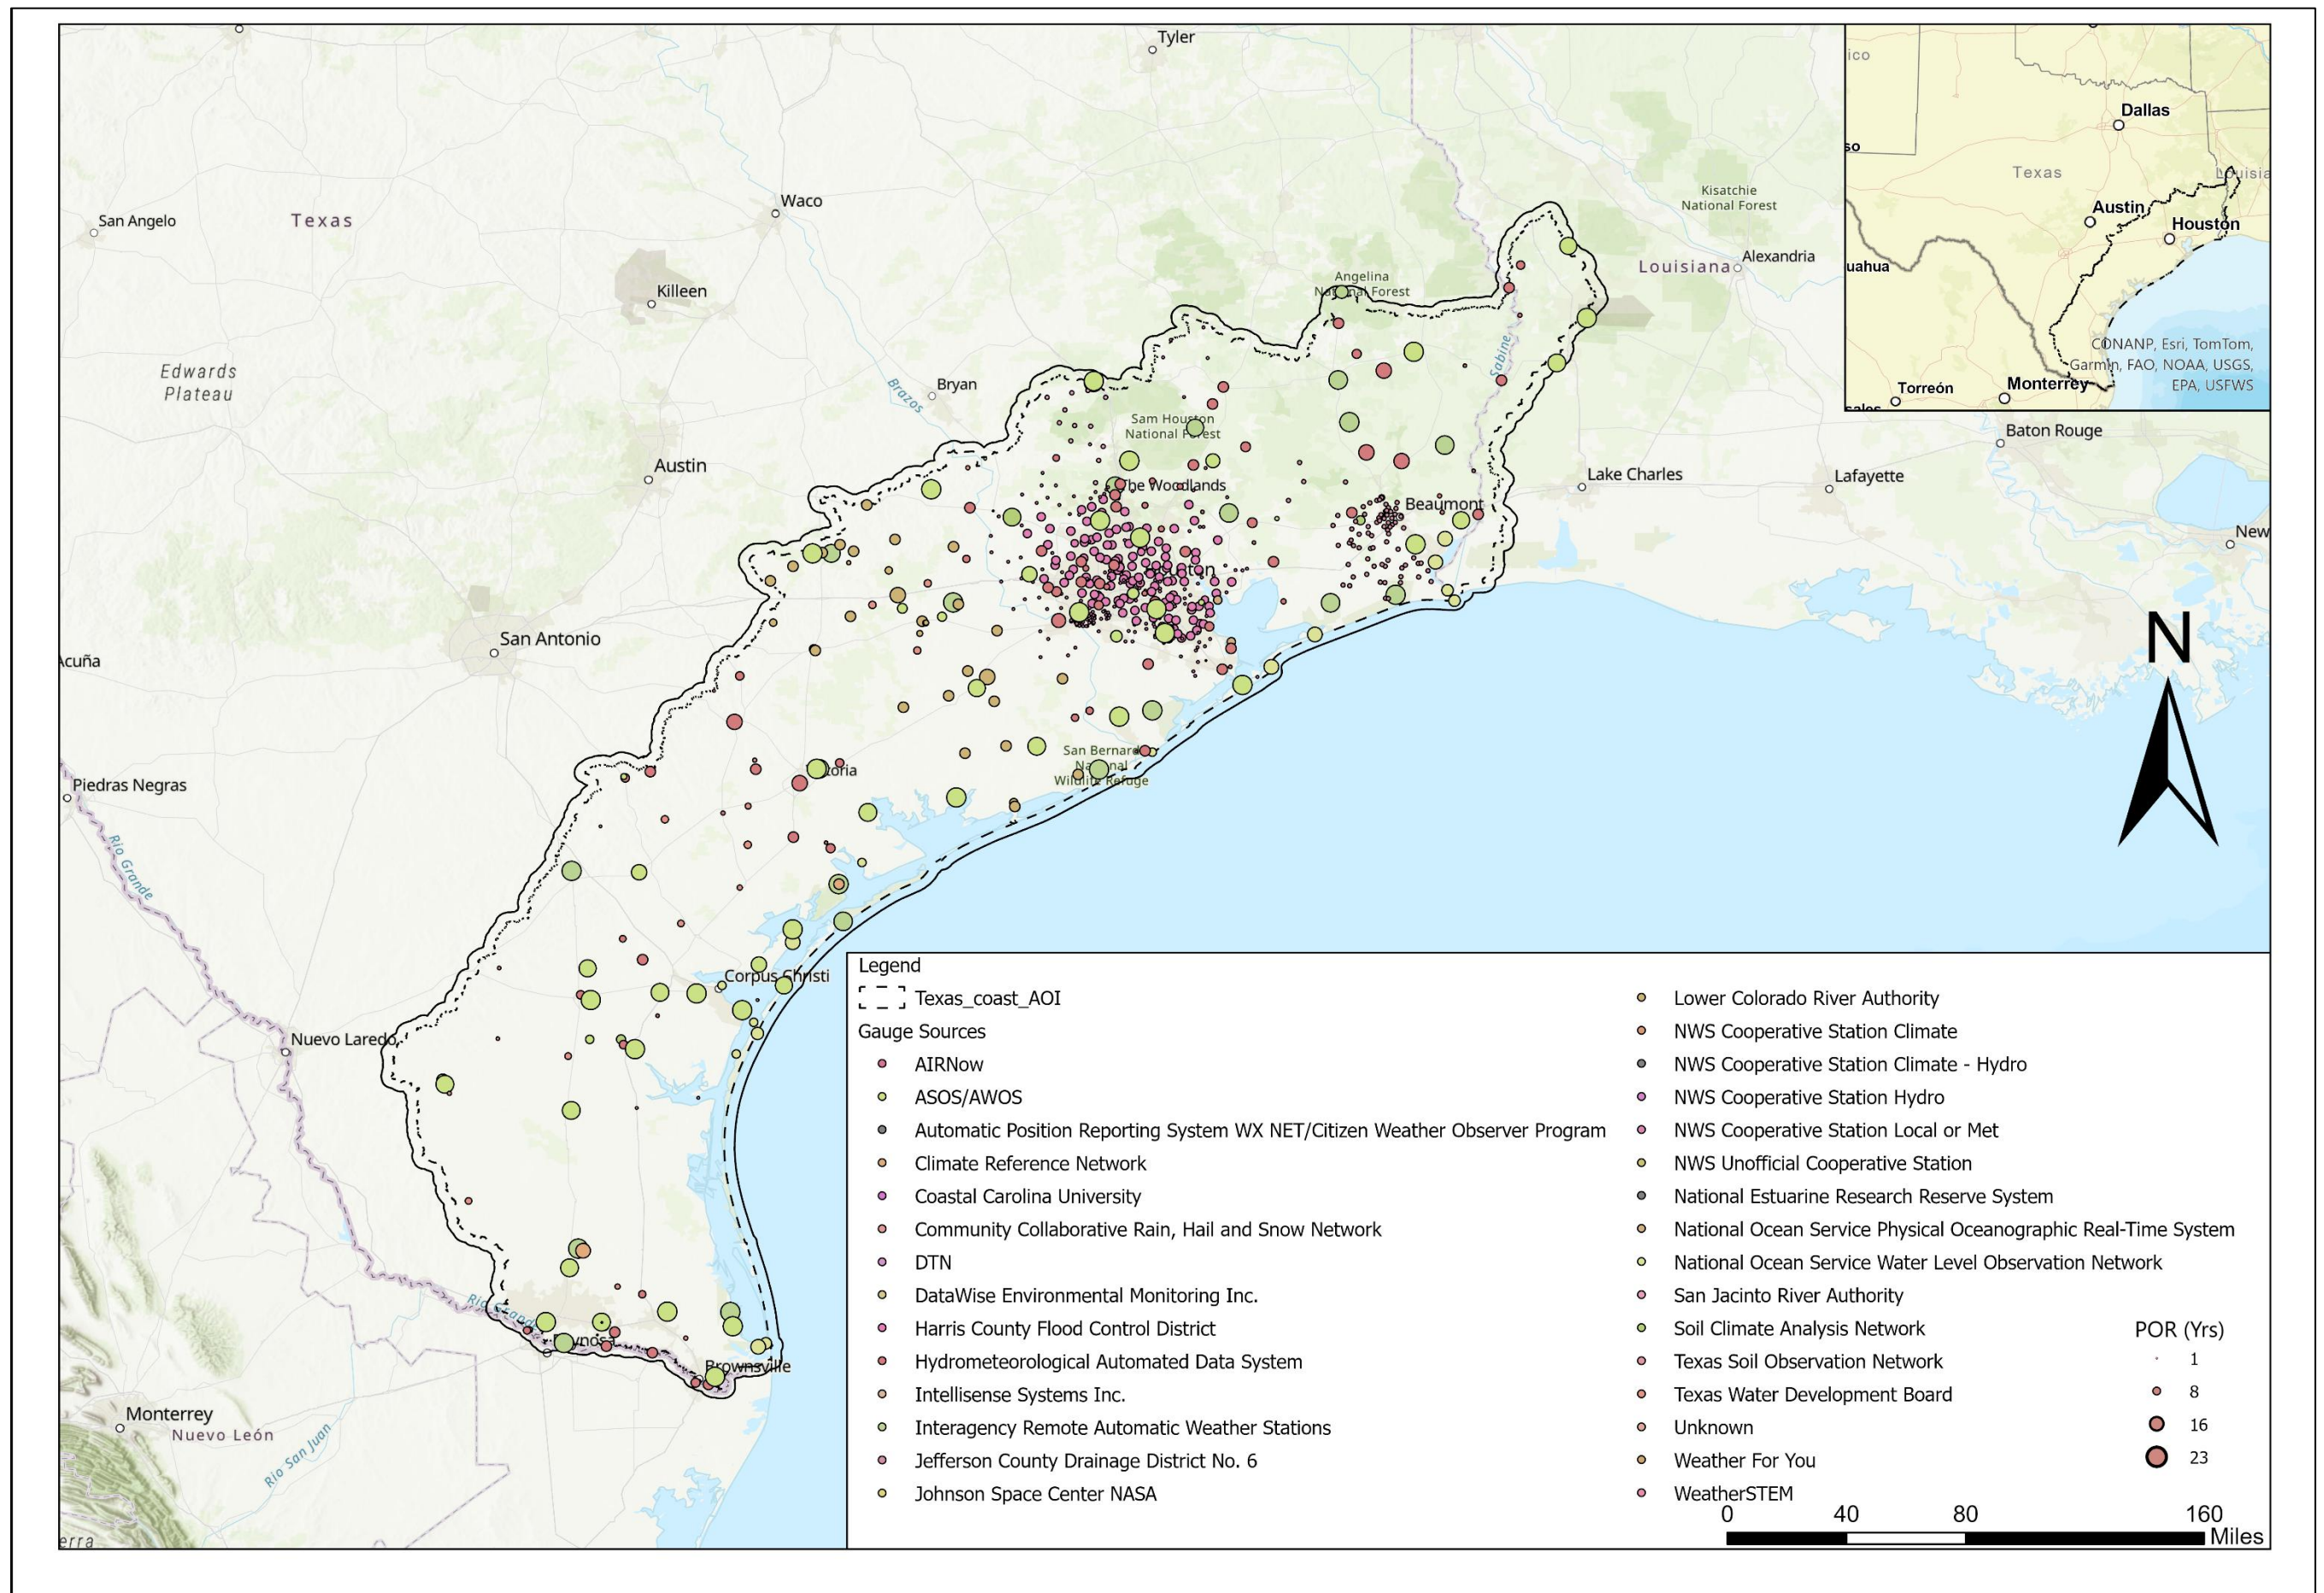 Tyler
Waco
San Angelo
Texas
Killeen
Edwards
Plateau
Bryan
Brazos
Austin
San Antonio
Acuña
Piedras Negras
Rio Grande
Nuevo Laredo
Monterrey
Nuevo León
Rio San Juan
erra
Kisatchie
National Forest
Louisiana
Alexandria
Angelina
National Forest
Sabine
Sam Houston
National Forest
The Woodlands
Beaumont
ton
Lake Charles
Lafayette
Baton Rouge
New
San Bernard
National
Wildlife Refuge
toria
Corpus Christi
Rio Grande
Reynosa
Brownsville
ico
Dallas
so
Texas
Louisia
Austin
Houston
uahua
CONANP, Esri, TomTom,
Garmin, FAO, NOAA, USGS,
EPA, USFWS
Torreón
Monterrey
N
Legend
Texas_coast_AOI
Gauge Sources
AIRNow
ASOS/AWOS
Automatic Position Reporting System WX NET/Citizen Weather Observer Program
Climate Reference Network
Coastal Carolina University
Community Collaborative Rain, Hail and Snow Network
DTN
DataWise Environmental Monitoring Inc.
Harris County Flood Control District
Hydrometeorological Automated Data System
Intellisense Systems Inc.
Interagency Remote Automatic Weather Stations
Jefferson County Drainage District No. 6
Johnson Space Center NASA
Lower Colorado River Authority
NWS Cooperative Station Climate
NWS Cooperative Station Climate - Hydro
NWS Cooperative Station Hydro
NWS Cooperative Station Local or Met
NWS Unofficial Cooperative Station
National Estuarine Research Reserve System
National Ocean Service Physical Oceanographic Real-Time System
National Ocean Service Water Level Observation Network
San Jacinto River Authority
Soil Climate Analysis Network
Texas Soil Observation Network
Texas Water Development Board
Unknown
Weather For You
WeatherSTEM
POR (Yrs)
1
8
16
23
0 40 80 160
Miles